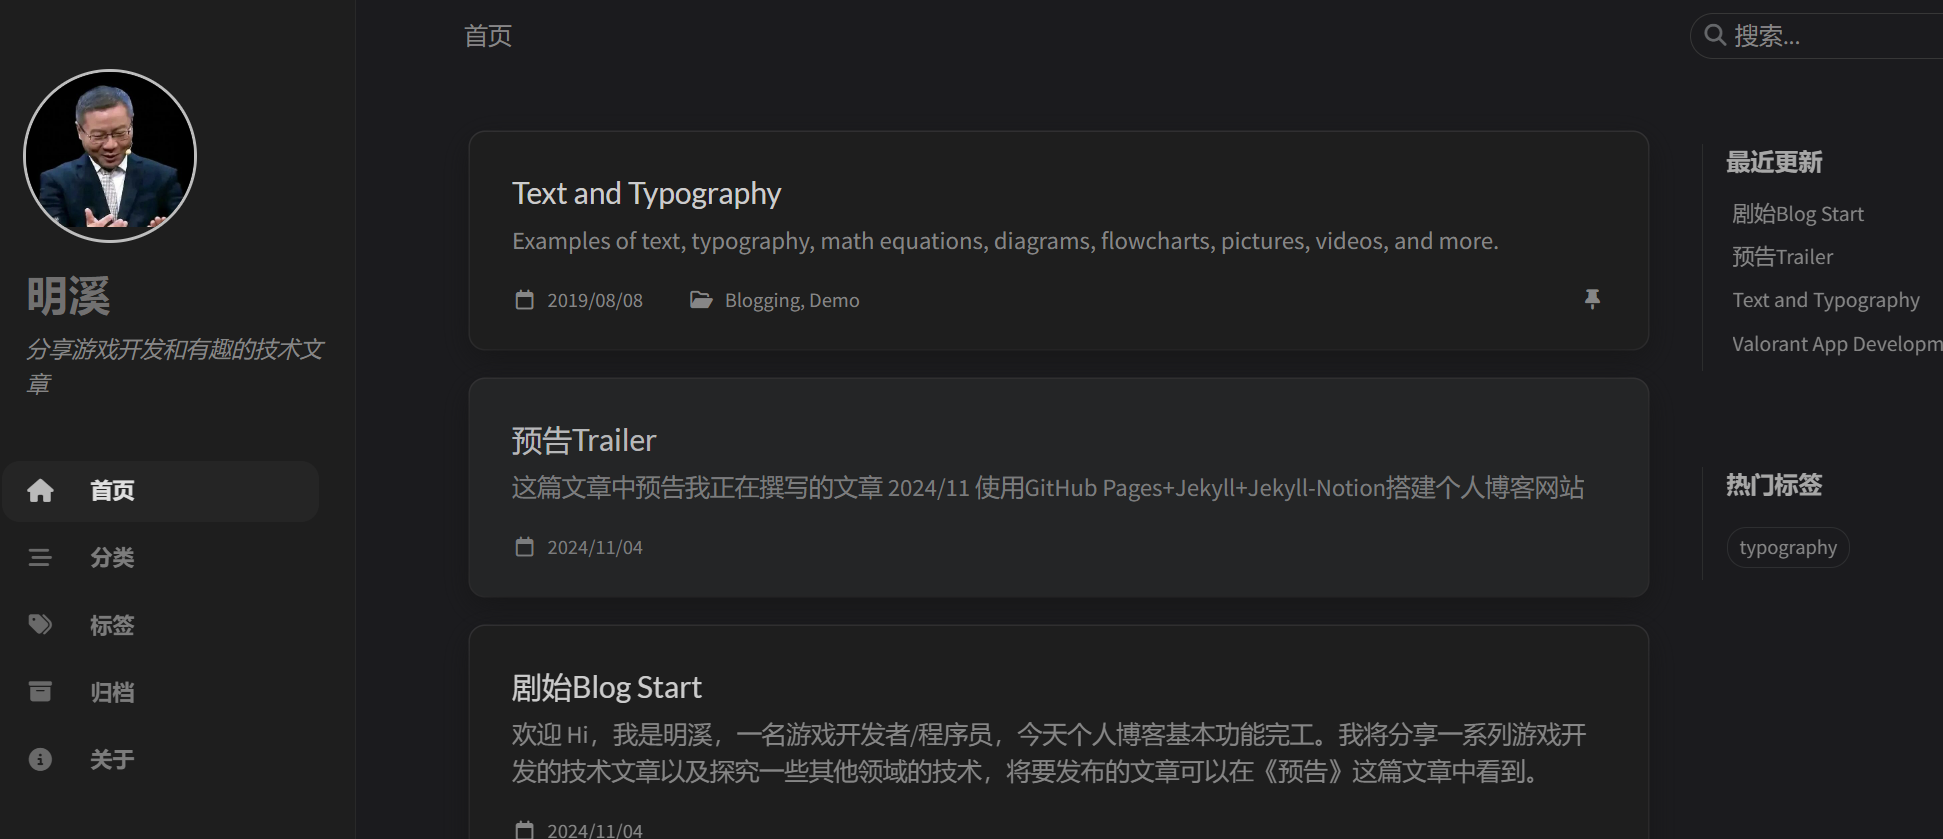 明溪
分享游戏开发和有趣的技术文
章
首页
分类
标签
归档
关于
首页
搜索...
Text and Typography
Examples of text, typography, math equations, diagrams, flowcharts, pictures, videos, and more.
2019/08/08 Blogging, Demo
预告Trailer
这篇文章中预告我正在撰写的文章 2024/11 使用GitHub Pages+Jekyll+Jekyll-Notion搭建个人博客网站
2024/11/04
剧始Blog Start
欢迎 Hi，我是明溪，一名游戏开发者/程序员，今天个人博客基本功能完工。我将分享一系列游戏开
发的技术文章以及探究一些其他领域的技术，将要发布的文章可以在《预告》这篇文章中看到。
2024/11/04
最近更新
剧始Blog Start
预告Trailer
Text and Typography
Valorant App Developm
热门标签
typography